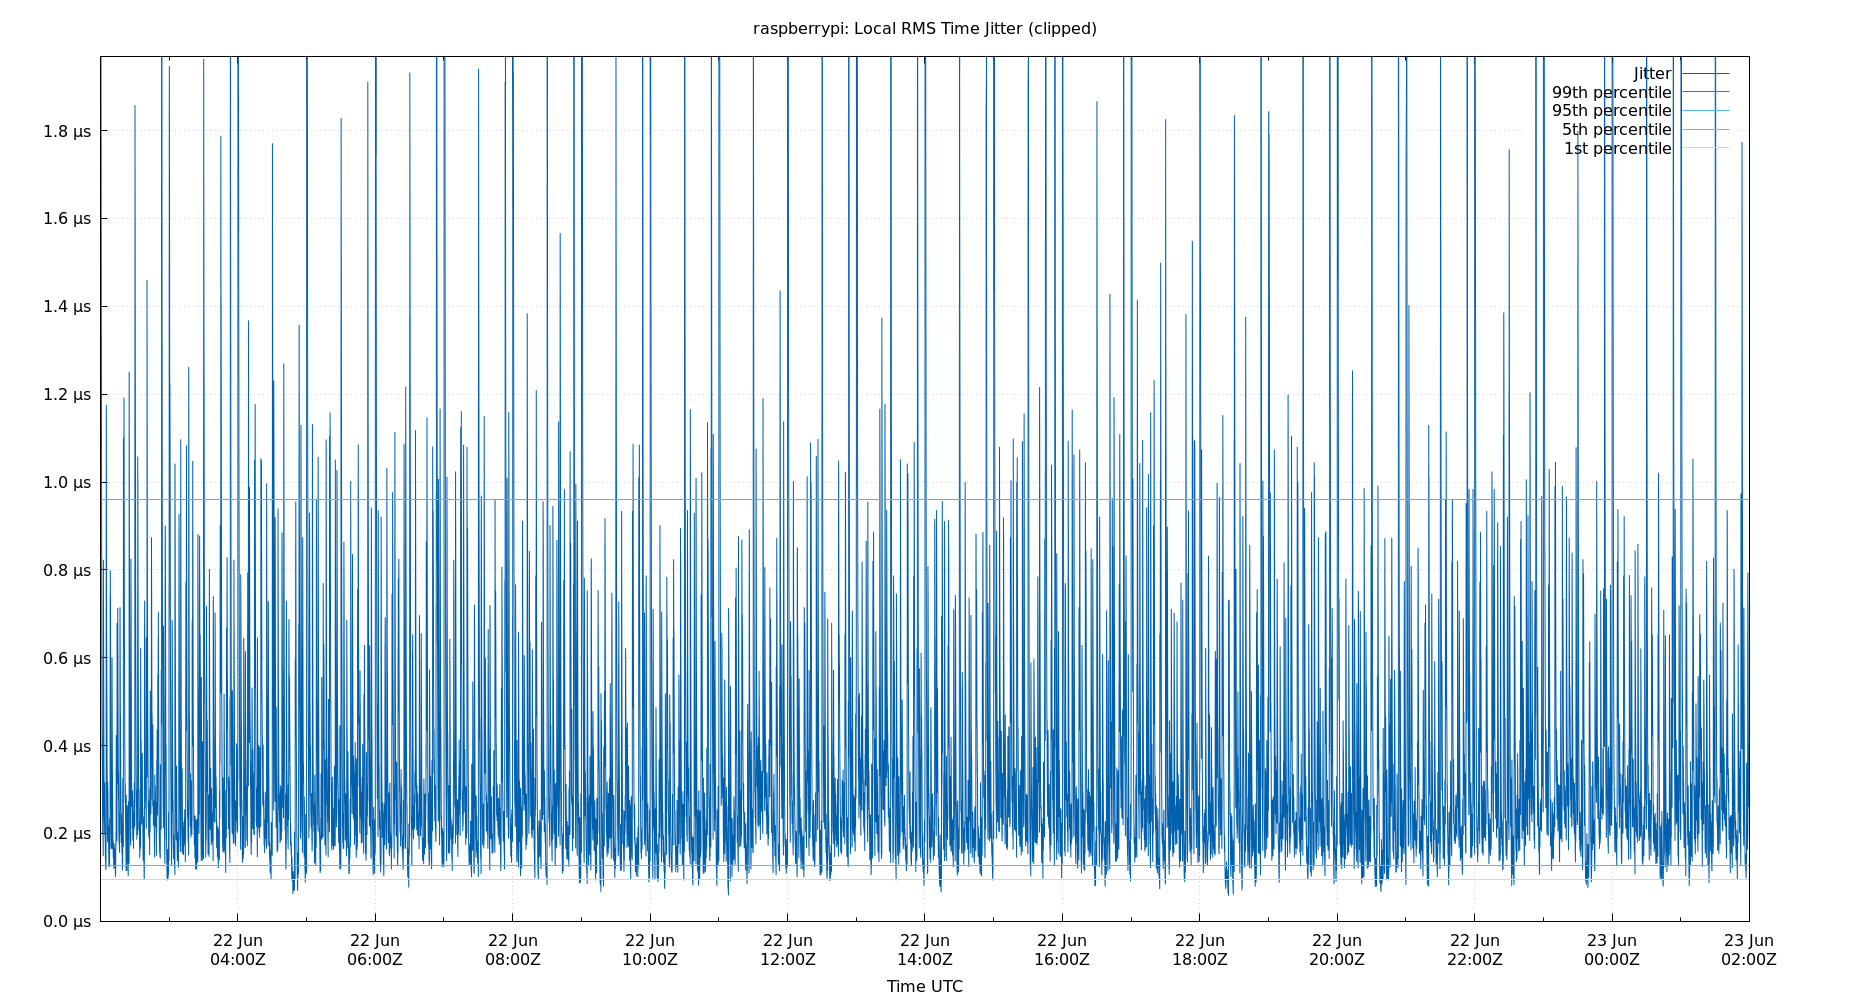 raspberrypi: Local RMS Time Jitter (clipped)
Jitter
99th percentile
95th percentile
5th percentile
1st percentile
1.8 µs
1.6 µs
1.4 µs
1.2 µs
1.0 µs
0.8 µs
0.6 µs
0.4 µs
0.2 µs
0.0 µs
22 Jun 22 Jun 22 Jun 22 Jun 22 Jun 22 Jun 22 Jun 22 Jun 22 Jun 22 Jun 23 Jun 23 Jun
04:00Z 06:00Z 08:00Z 10:00Z 12:00Z 14:00Z 16:00Z 18:00Z 20:00Z 22:00Z 00:00Z 02:00Z
Time UTC